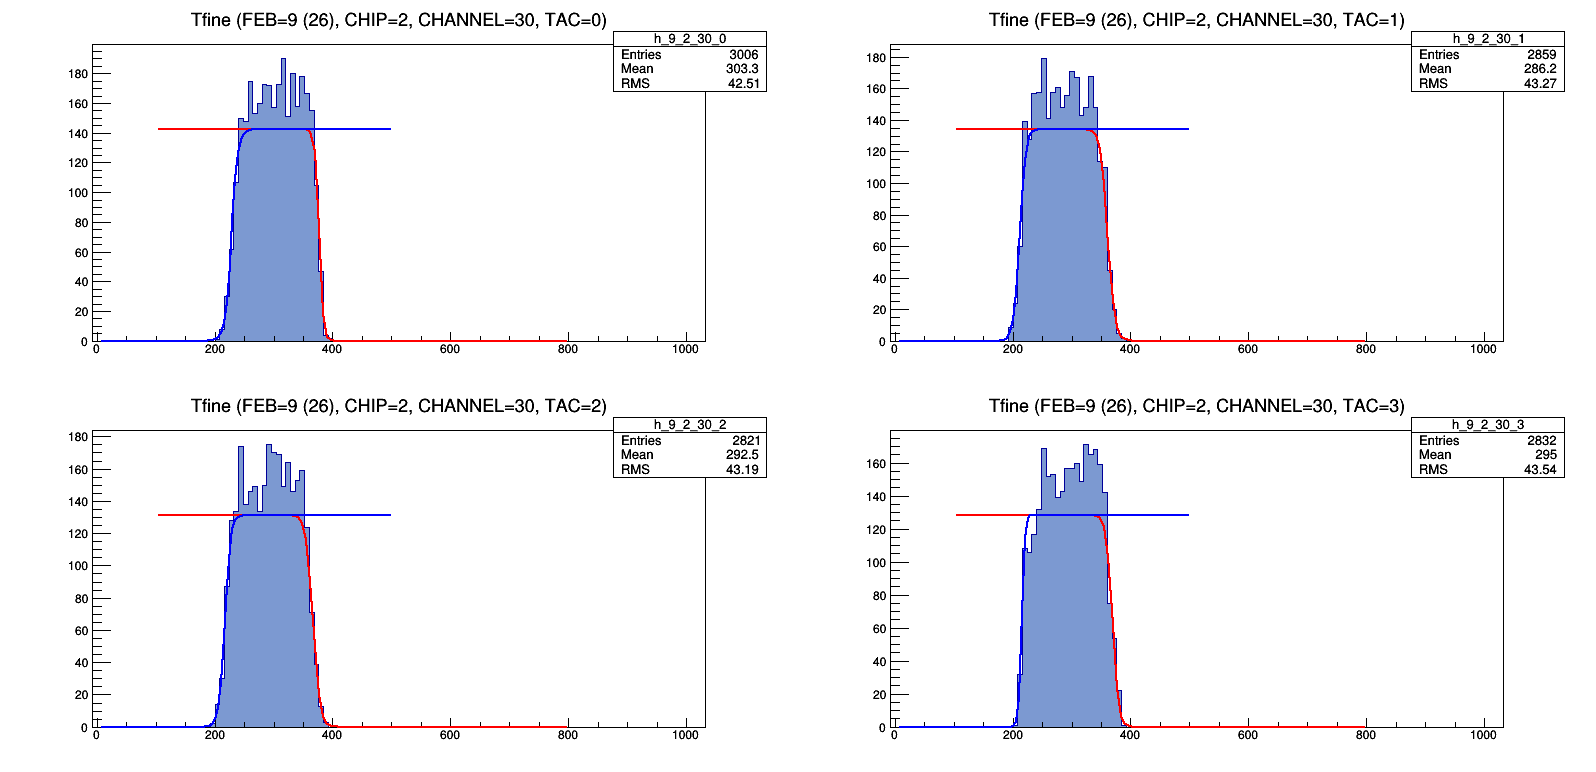 Tfine (FEB=9 (26), CHIP=2, CHANNEL=30, TAC=0)
h_9_2_30_0
Entries 3006
Mean 303.3
RMS 42.51
180
160
140
120
100
80
60
40
20
0
0 200 400 600 800 1000
Tfine (FEB=9 (26), CHIP=2, CHANNEL=30, TAC=1)
h_9_2_30_1
Entries 2859
Mean 286.2
RMS 43.27
180
160
140
120
100
80
60
40
20
0
0 200 400 600 800 1000
Tfine (FEB=9 (26), CHIP=2, CHANNEL=30, TAC=2)
h_9_2_30_2
Entries 2821
Mean 292.5
RMS 43.19
180
160
140
120
100
80
60
40
20
0
0 200 400 600 800 1000
Tfine (FEB=9 (26), CHIP=2, CHANNEL=30, TAC=3)
h_9_2_30_3
Entries 2832
Mean 295
RMS 43.54
160
140
120
100
80
60
40
20
0
0 200 400 600 800 1000